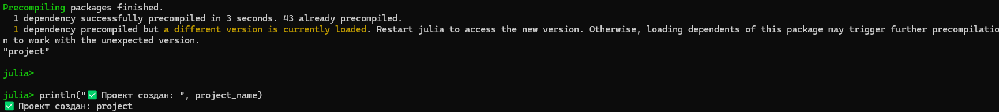 Precompiling packages finished.
  1 dependency successfully precompiled in 3 seconds. 43 already precompiled.
  1 dependency precompiled but a different version is currently loaded. Restart julia to access the new version. Otherwise, loading dependents of this package may trigger further precompilatio
n to work with the unexpected version.
"project"
julia>
julia> println("✅ Проект создан: ", project_name)
✅ Проект создан: project